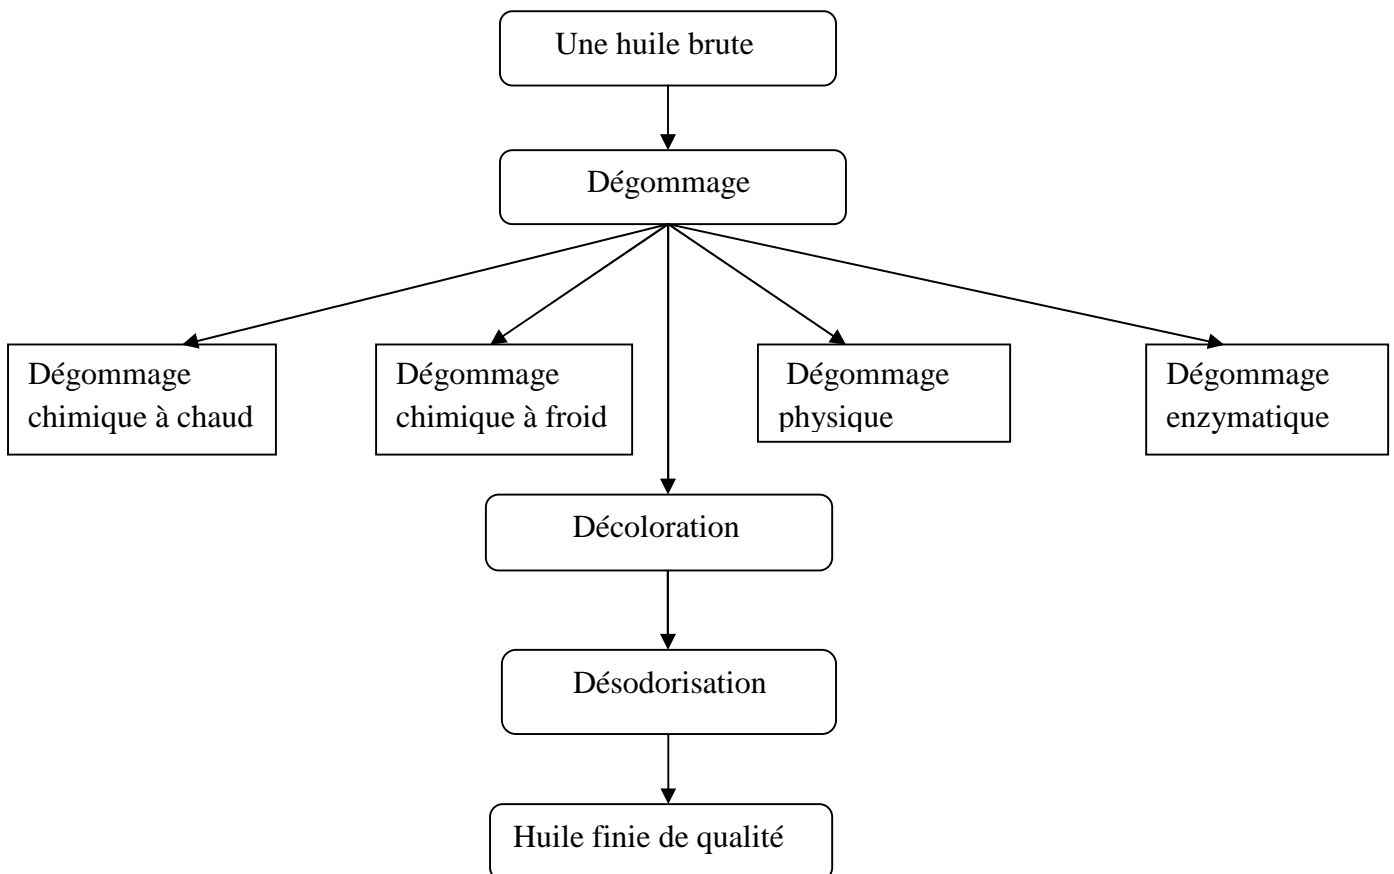 Une huile brute
Dégommage
Dégommage
chimique à chaud
Dégommage
chimique à froid
Dégommage
physique
Dégommage
enzymatique
Décoloration
Désodorisation
Huile finie de qualité